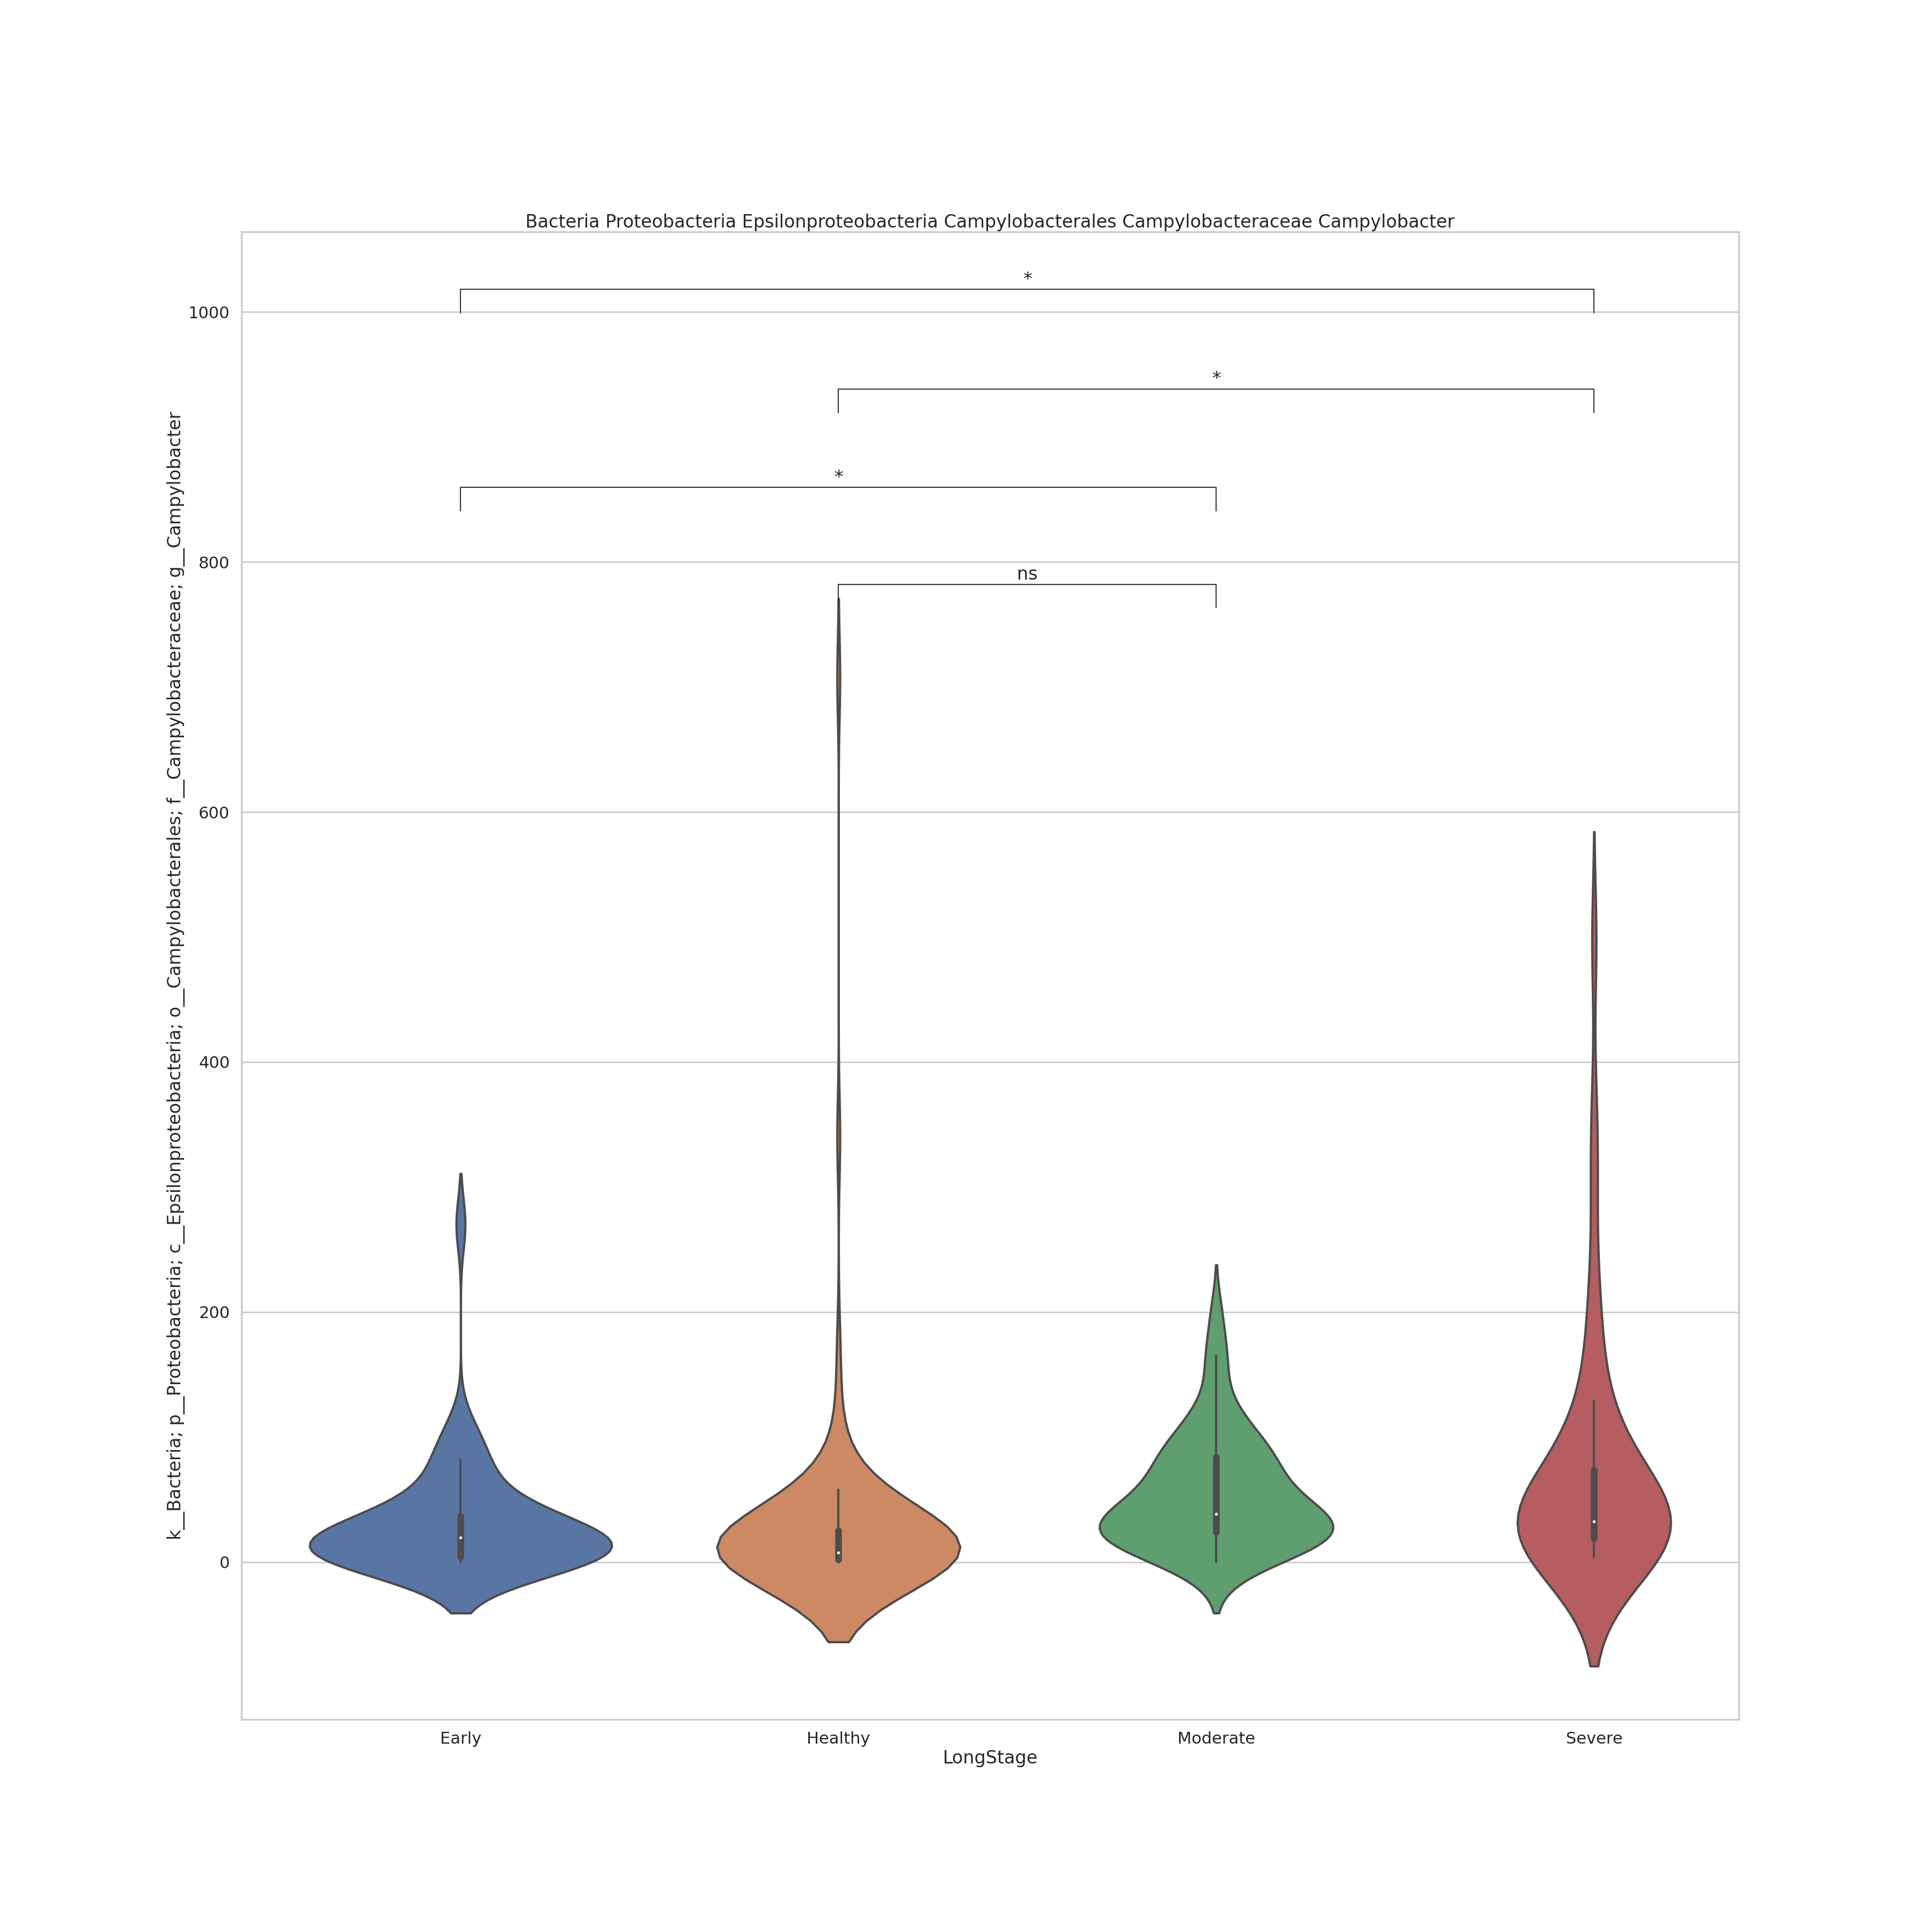 Bacteria Proteobacteria Epsilonproteobacteria Campylobacterales Campylobacteraceae Campylobacter
k__Bacteria; p__Proteobacteria; c__Epsilonproteobacteria; o__Campylobacterales; f__Campylobacteraceae; g__Campylobacter
1000
800
600
400
200
0
*
*
*
ns
Early
Healthy
Moderate
Severe
LongStage